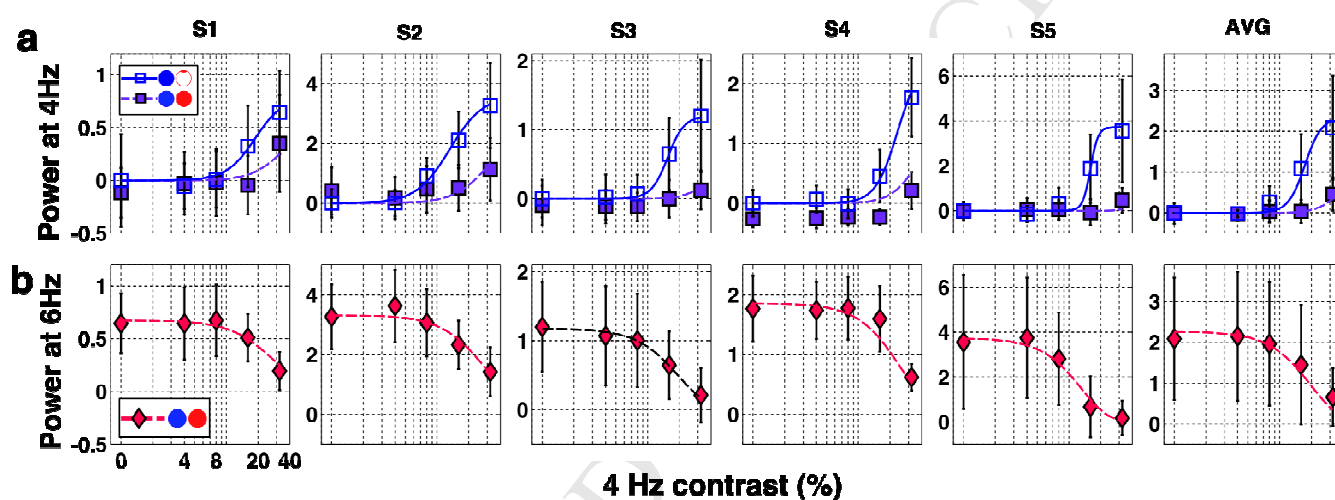 S1 S2 S3 S4 S5 AVG
a
Power at 4Hz
1 0.5 0 -0.5
4 2 0
2 1 0
2 1 0
6 4 2 0
3 2 1 0
b
Power at 6Hz
1 0.5 0 -0.5
4 2 0
2 1 0
2 1 0
6 4 2 0
3 2 1 0
0 4 8 20 40
4 Hz contrast (%)